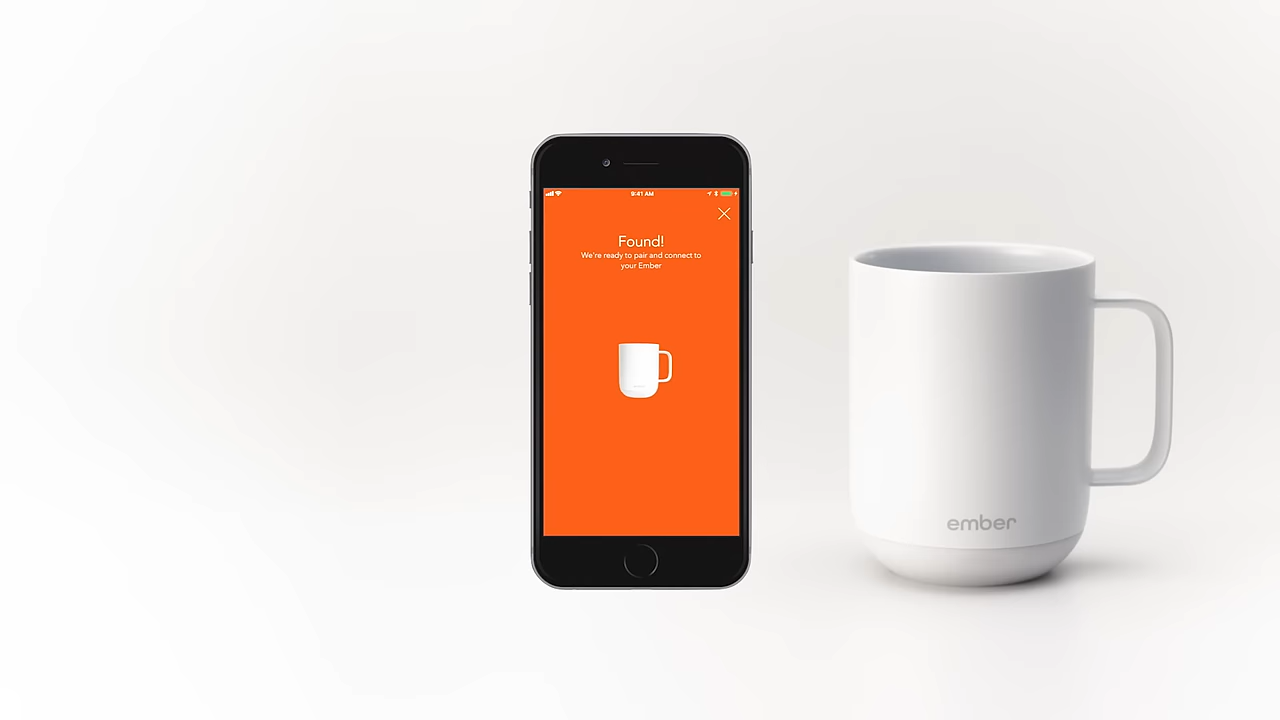 9:41 AM
Found!
We're ready to pair and connect to
your Ember
ember